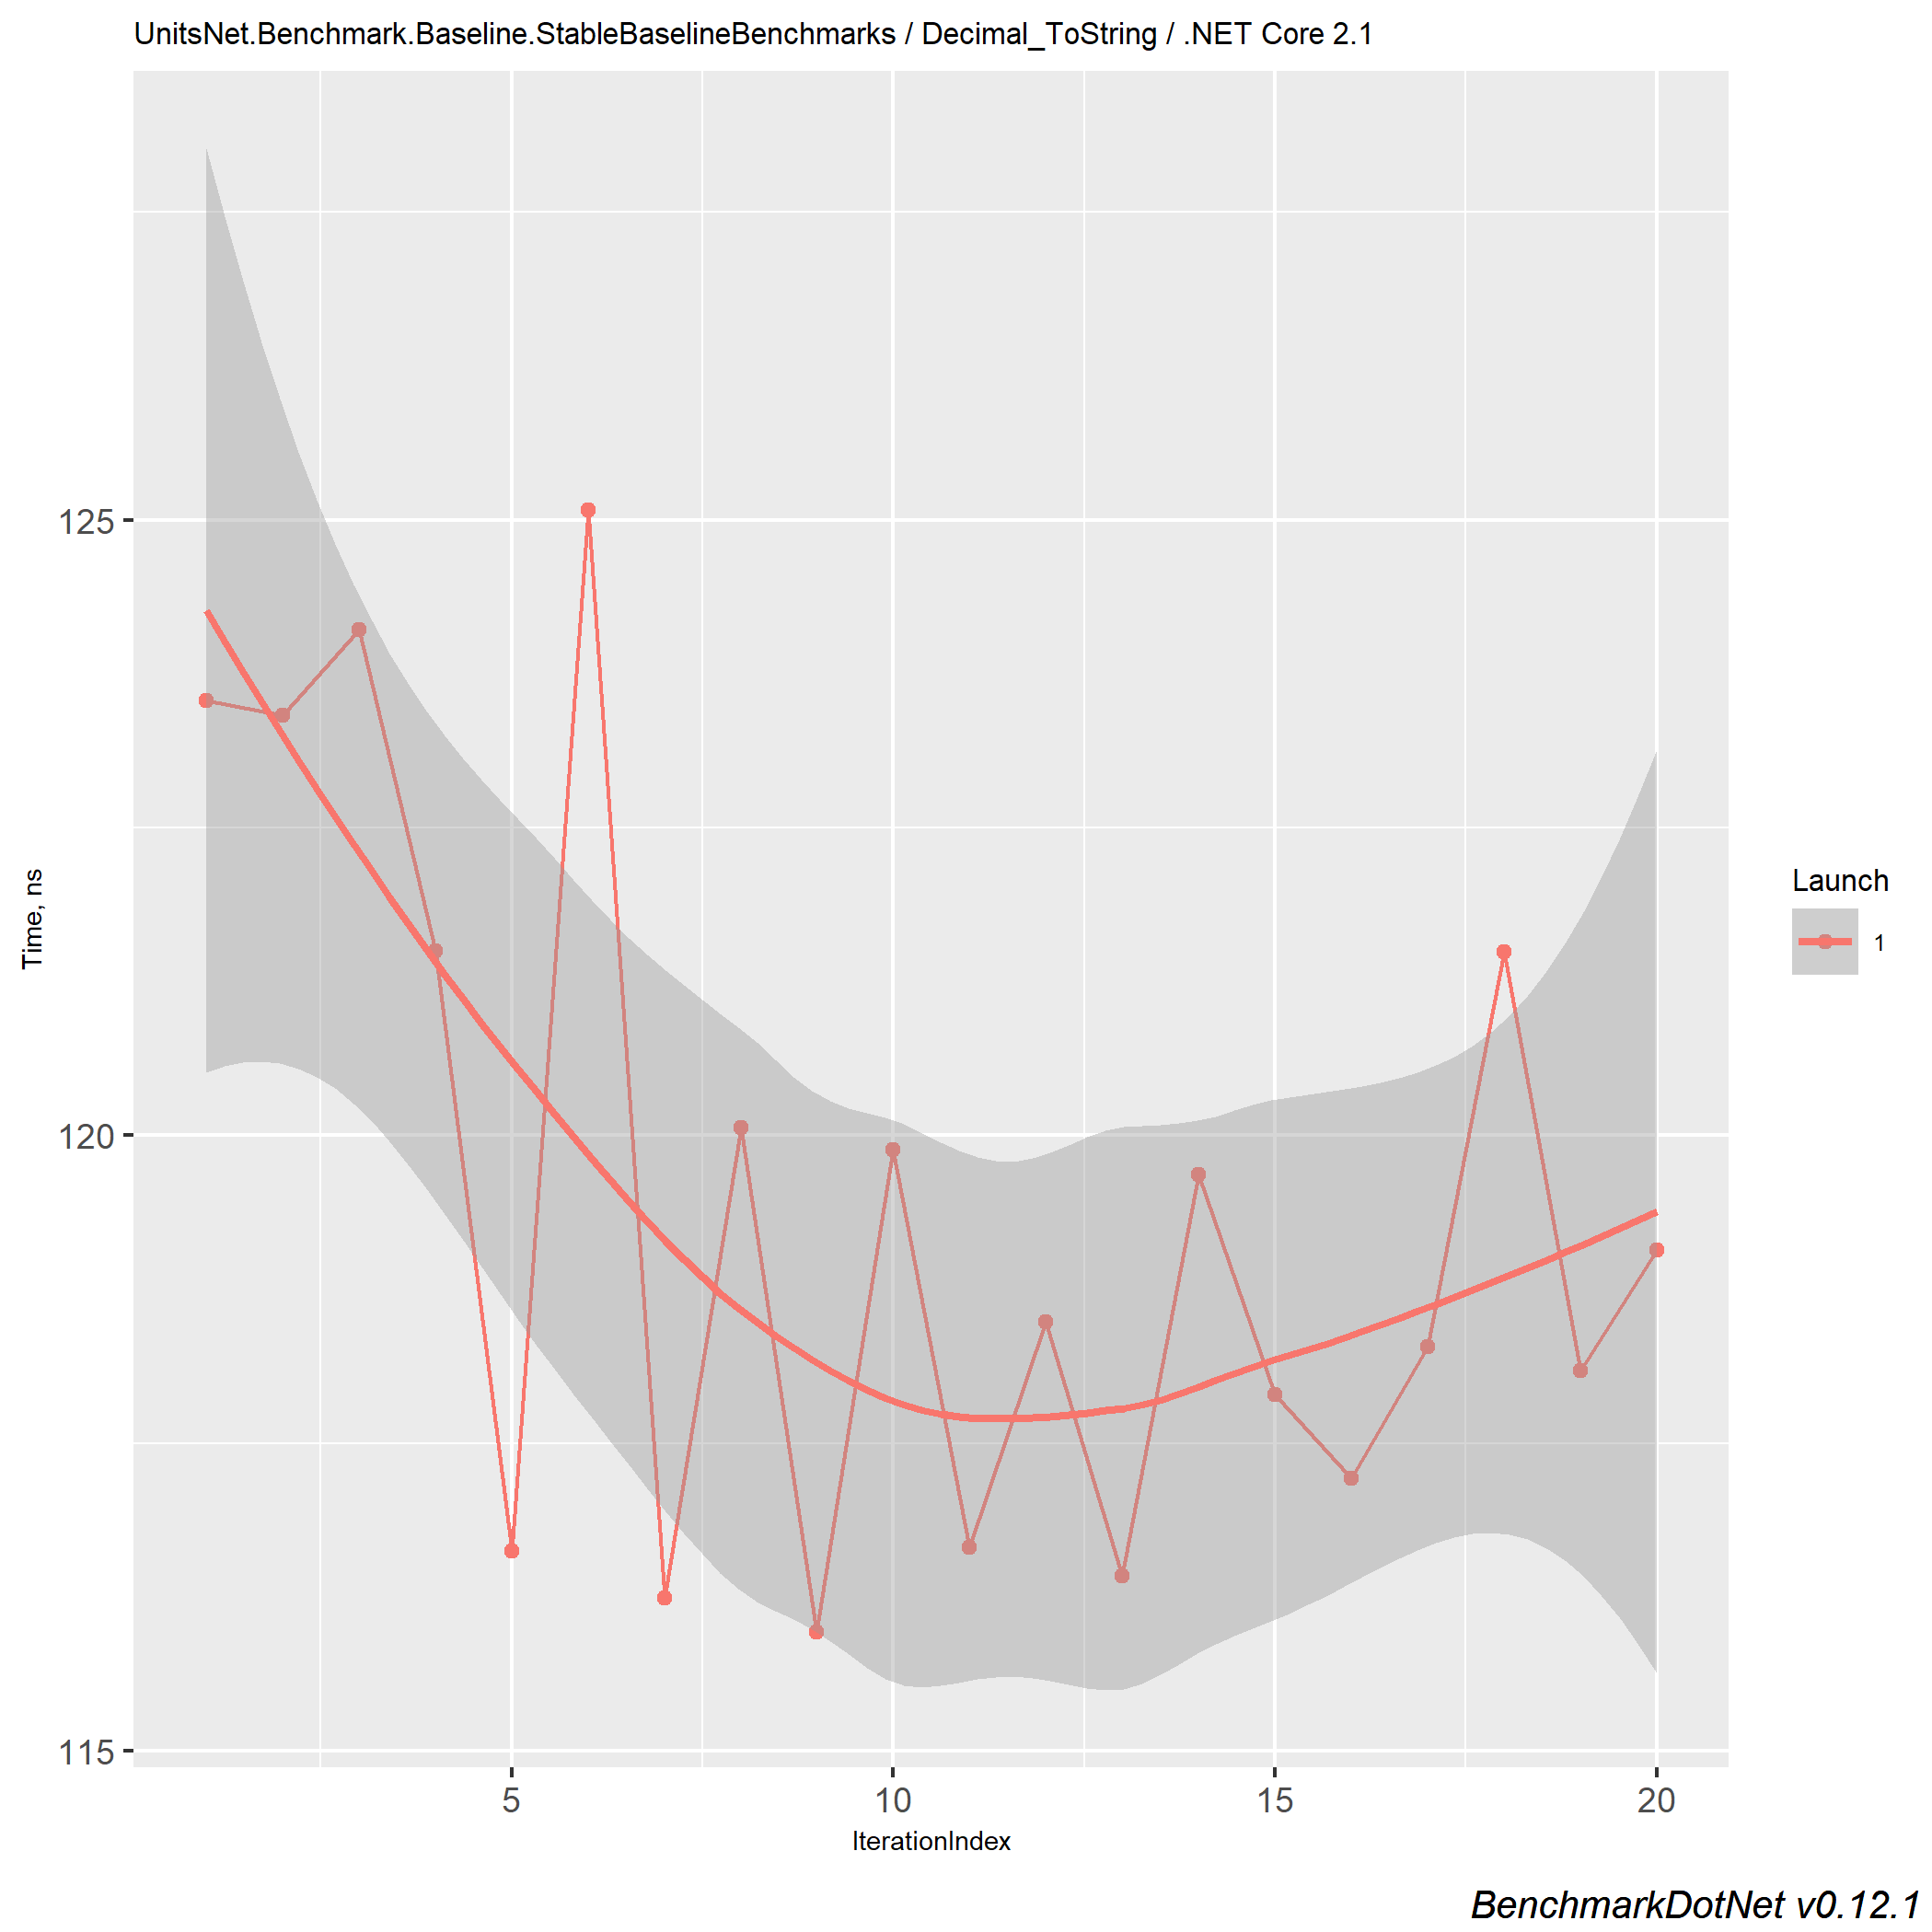 UnitsNet.Benchmark.Baseline.StableBaselineBenchmarks / Decimal_ToString / .NET Core 2.1
125
120
115
Time, ns
5 10 15 20
IterationIndex
Launch
1
BenchmarkDotNet v0.12.1